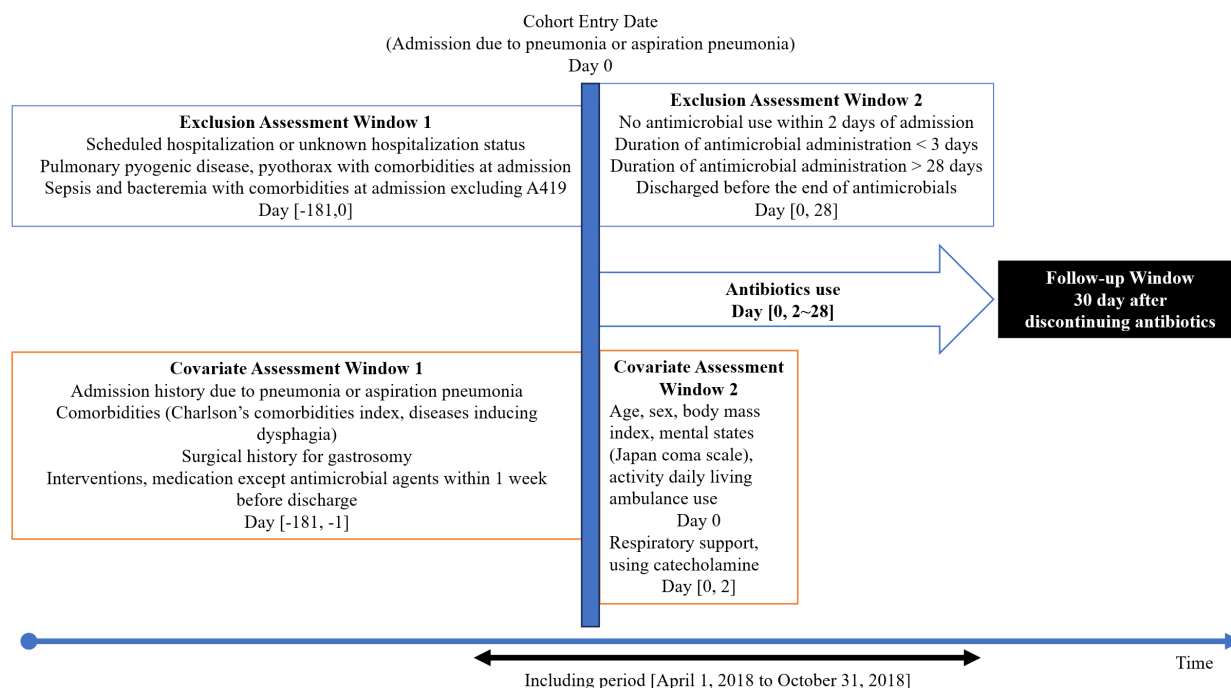 Cohort Entry Date
(Admission due to pneumonia or aspiration pneumonia)
Day 0
Exclusion Assessment Window 1
Scheduled hospitalization or unknown hospitalization status
Pulmonary pyogenic disease, pyothorax with comorbidities at admission
Sepsis and bacteremia with comorbidities at admission excluding A419
Day [-181,0]
Exclusion Assessment Window 2
No antimicrobial use within 2 days of admission
Duration of antimicrobial administration < 3 days
Duration of antimicrobial administration > 28 days
Discharged before the end of antimicrobials
Day [0, 28]
Antibiotics use
Day [0, 2~28]
Follow-up Window
30 day after
discontinuing antibiotics
Covariate Assessment Window 1
Admission history due to pneumonia or aspiration pneumonia
Comorbidities (Charlson’s comorbidities index, diseases inducing
dysphagia)
Surgical history for gastrosomy
Interventions, medication except antimicrobial agents within 1 week
before discharge
Day [-181, -1]
Covariate Assessment
Window 2
Age, sex, body mass
index, mental states
(Japan coma scale),
activity daily living
ambulance use
Day 0
Respiratory support,
using catecholamine
Day [0, 2]
Time
Including period [April 1, 2018 to October 31, 2018]